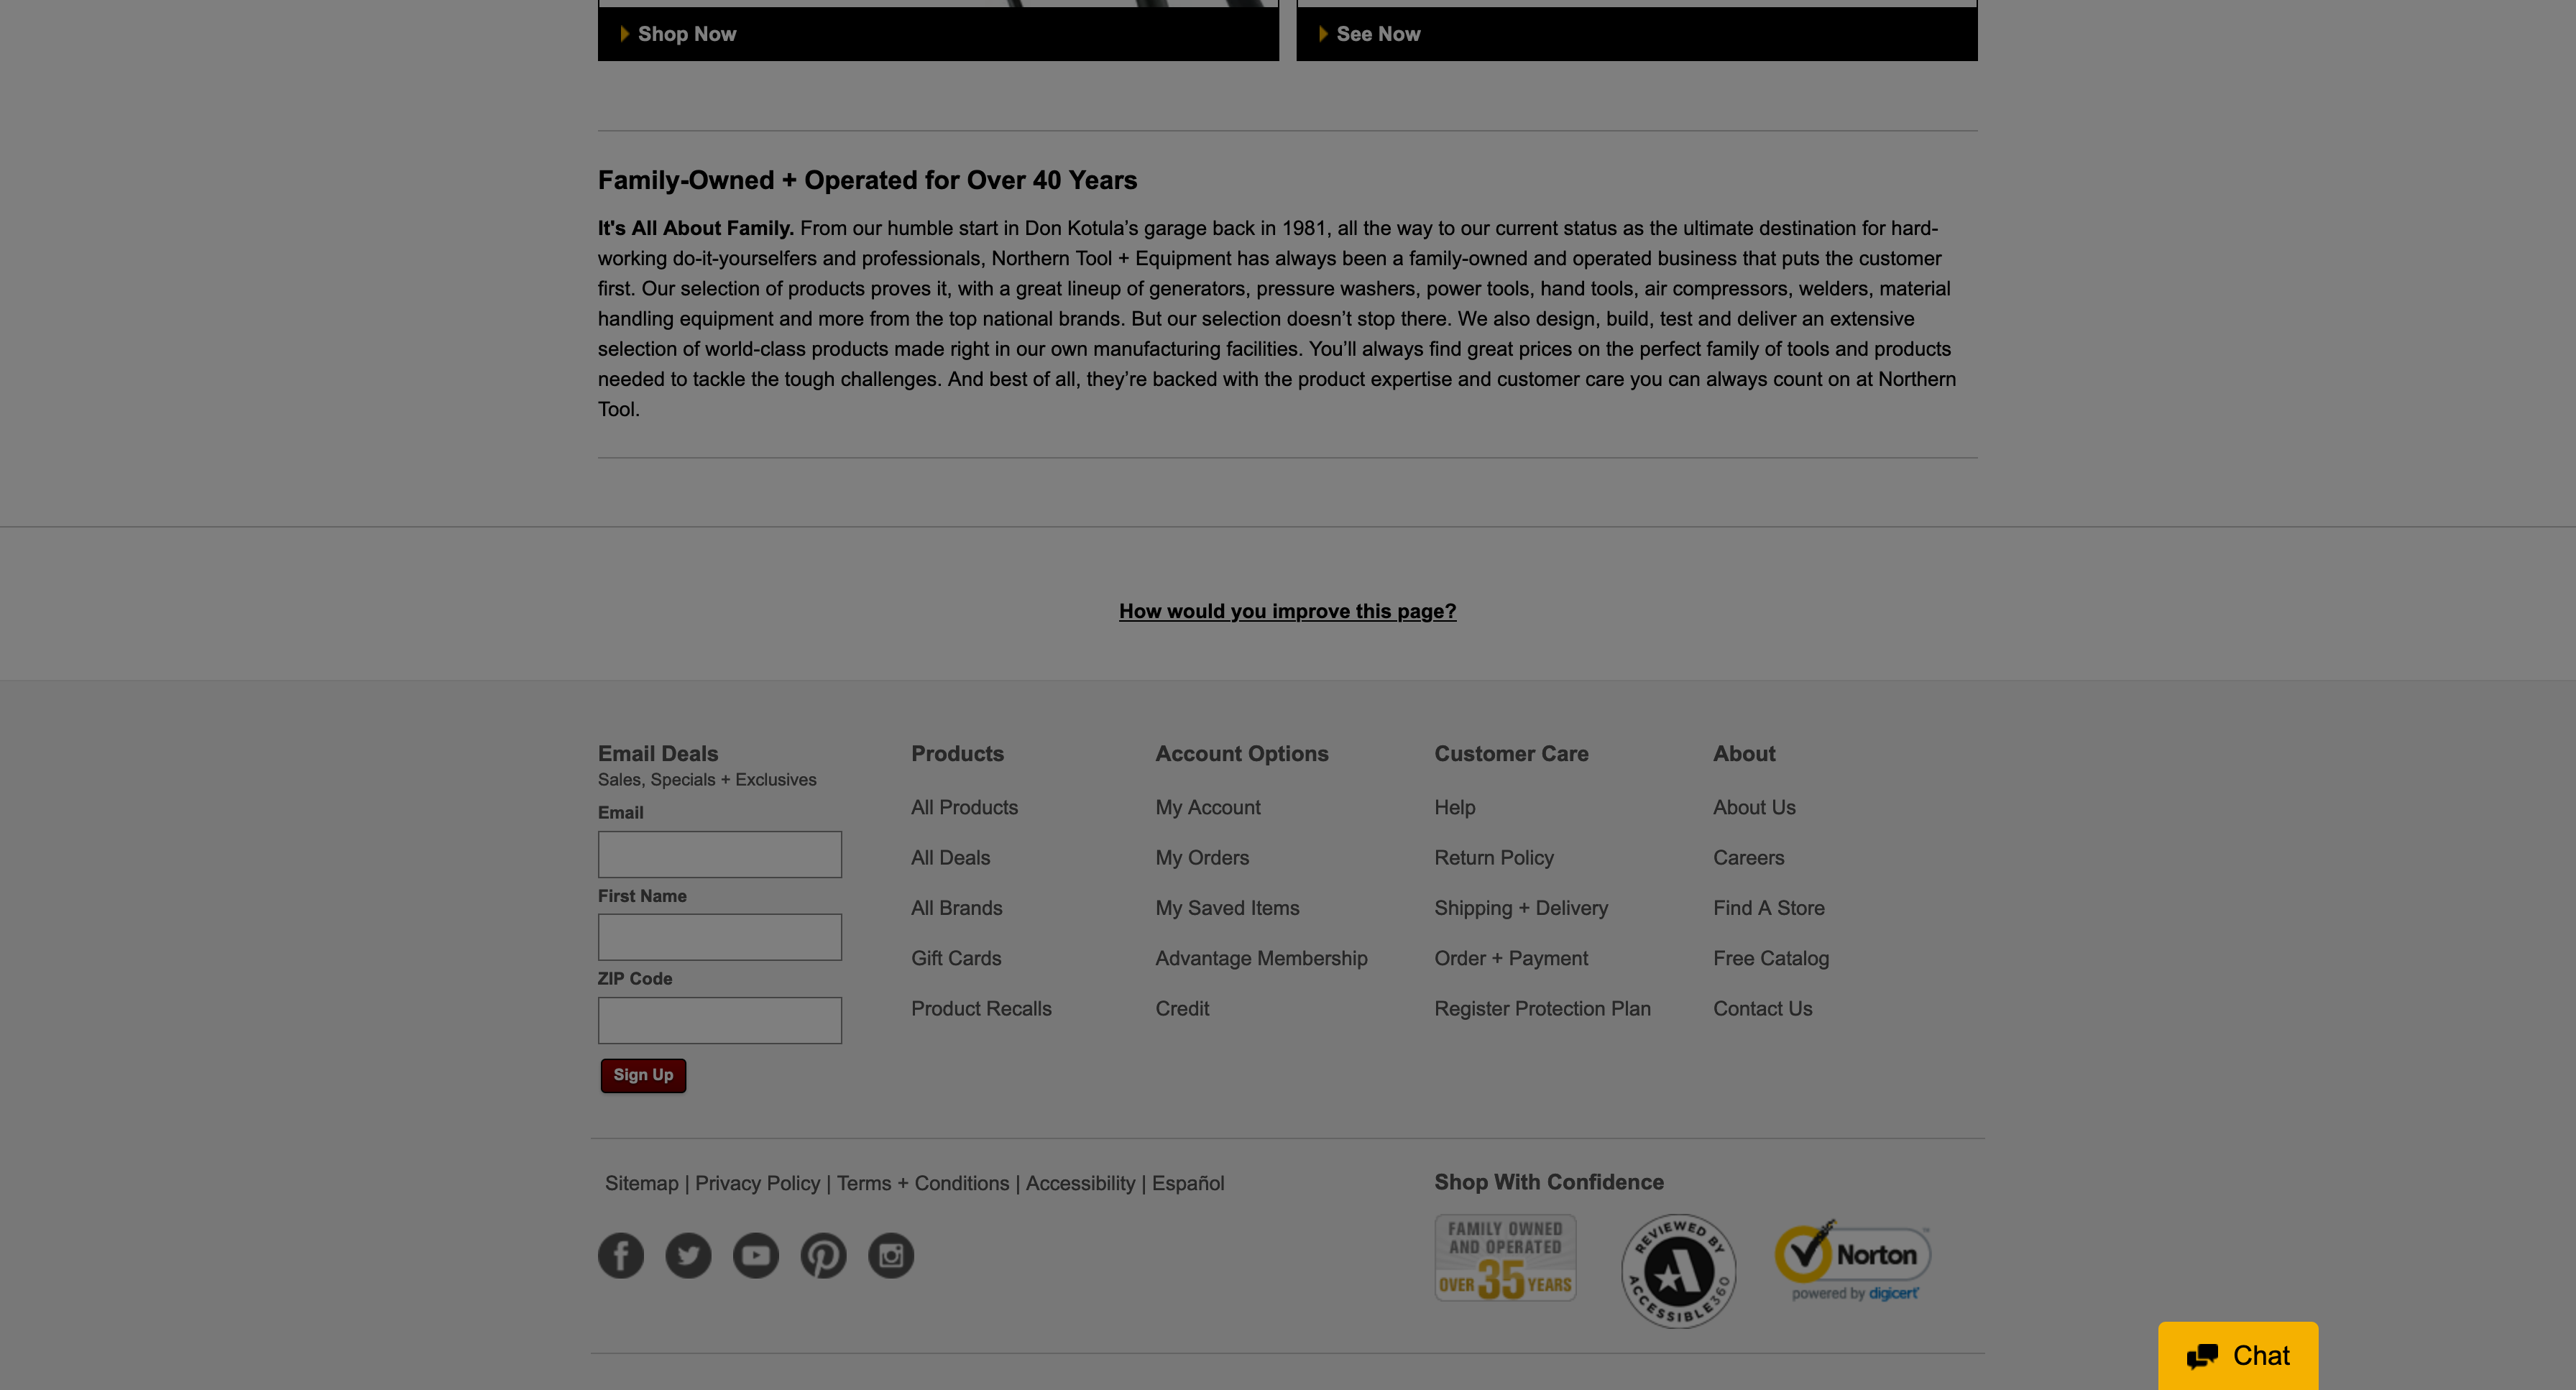 Shop Now
See Now
Family-Owned + Operated for Over 40 Years
It's All About Family. From our humble start in Don Kotula’s garage back in 1981, all the way to our current status as the ultimate destination for hard-
working do-it-yourselfers and professionals, Northern Tool + Equipment has always been a family-owned and operated business that puts the customer
first. Our selection of products proves it, with a great lineup of generators, pressure washers, power tools, hand tools, air compressors, welders, material
handling equipment and more from the top national brands. But our selection doesn’t stop there. We also design, build, test and deliver an extensive
selection of world-class products made right in our own manufacturing facilities. You’ll always find great prices on the perfect family of tools and products
needed to tackle the tough challenges. And best of all, they’re backed with the product expertise and customer care you can always count on at Northern
Tool.
How would you improve this page?
Email Deals
Sales, Specials + Exclusives
Email
First Name
ZIP Code
Sign Up
Products
All Products
All Deals
All Brands
Gift Cards
Product Recalls
Account Options
My Account
My Orders
My Saved Items
Advantage Membership
Credit
Customer Care
Help
Return Policy
Shipping + Delivery
Order + Payment
Register Protection Plan
About
About Us
Careers
Find A Store
Free Catalog
Contact Us
Sitemap | Privacy Policy | Terms + Conditions | Accessibility | Español
Shop With Confidence
FAMILY OWNED
AND OPERATED
OVER 35 YEARS
REVIEWED BY
ACCESSIBLE360
Norton
powered by digicert
Chat